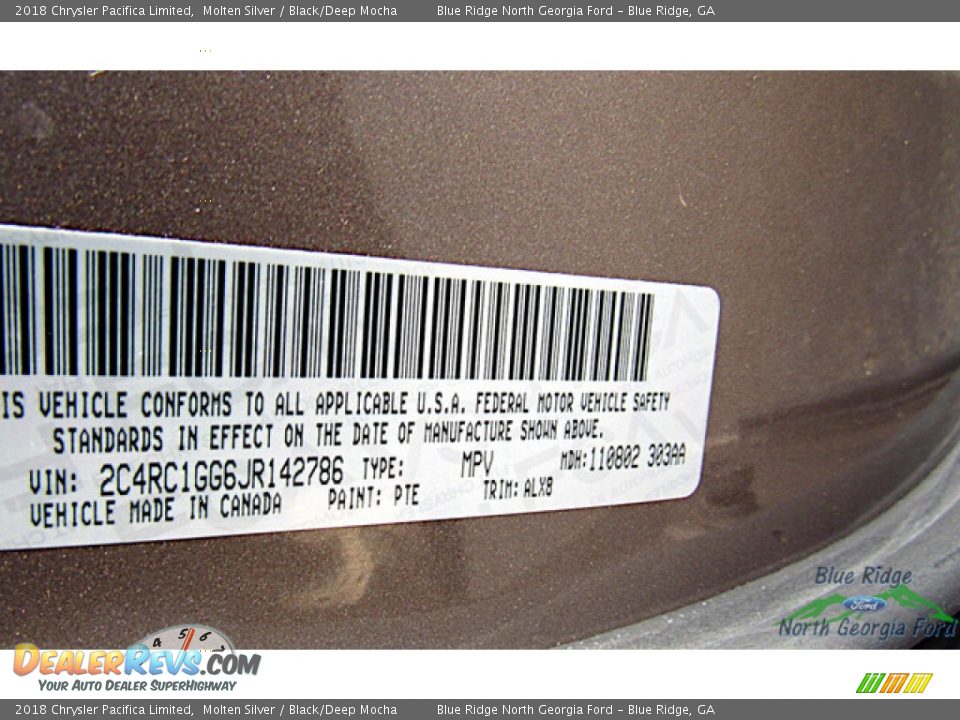 2018 Chrysler Pacifica Limited, Molten Silver / Black/Deep Mocha Blue Ridge North Georgia Ford - Blue Ridge, GA
IS VEHICLE CONFORMS TO ALL APPLICABLE U.S.A. FEDERAL MOTOR VEHICLE SAFETY
STANDARDS IN EFFECT ON THE DATE OF MANUFACTURE SHOWN ABOVE.
VIN: 2C4RC1GG6JR142786 TYPE: MPV MDH:110802 303AA
VEHICLE MADE IN CANADA PAINT: PTE TRIM: ALX8
Blue Ridge
Ford
North Georgia Ford
4 5 6
DEALERREVS.COM
YOUR AUTO DEALER SUPERHIGHWAY
2018 Chrysler Pacifica Limited, Molten Silver / Black/Deep Mocha Blue Ridge North Georgia Ford - Blue Ridge, GA